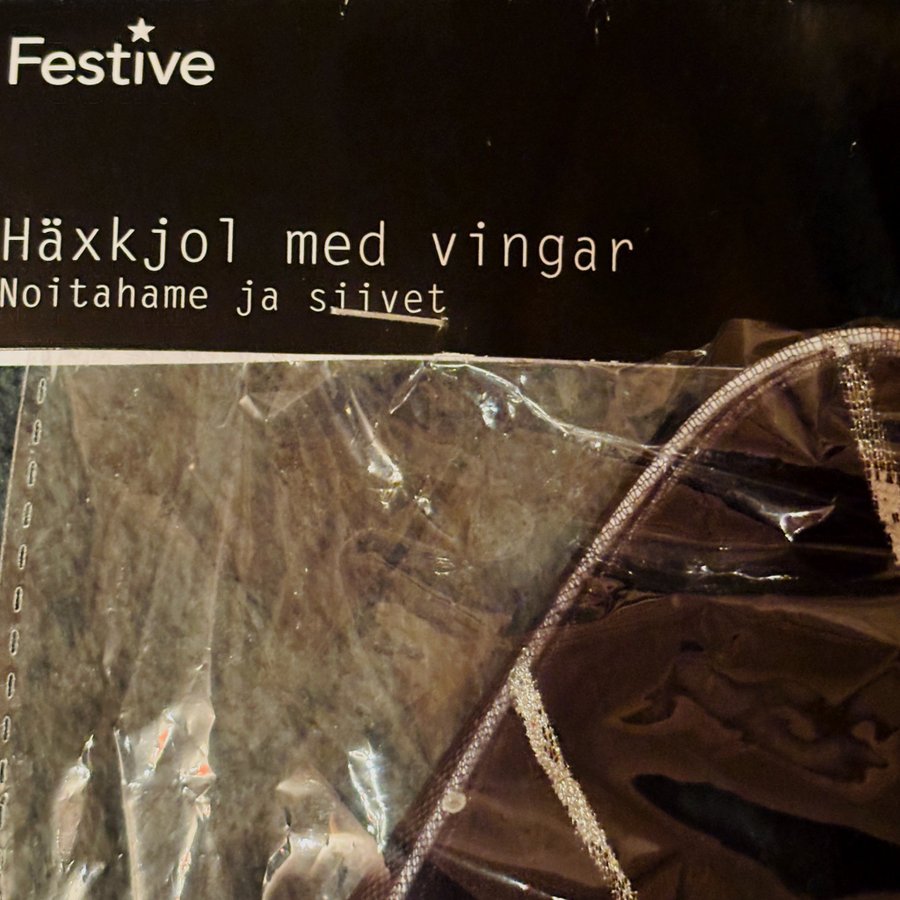 Festive
Häxkjol med vingar
Noitahame ja siivet